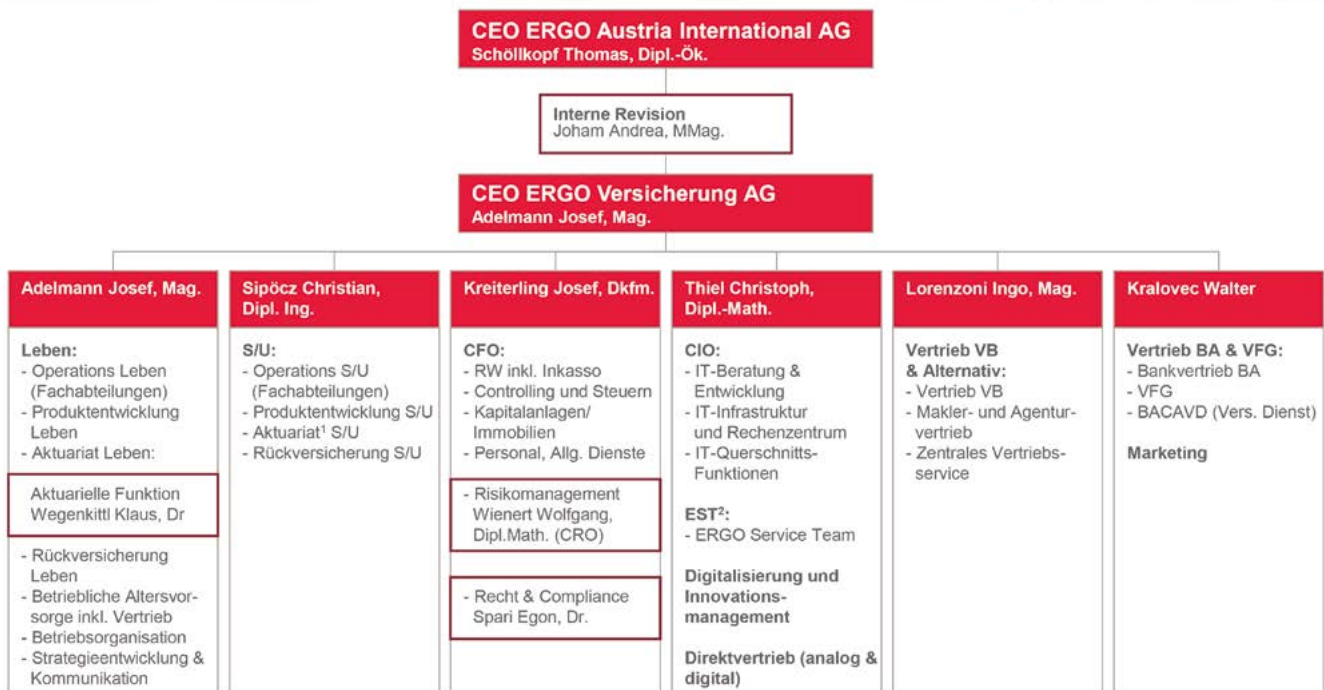 CEO ERGO Austria International AG
Schöllkopf Thomas, Dipl.-Ök.
Interne Revision
Joham Andrea, MMag.
CEO ERGO Versicherung AG
Adelmann Josef, Mag.
Adelmann Josef, Mag.
Leben:
- Operations Leben
(Fachabteilungen)
- Produktentwicklung
Leben
- Aktuariat Leben:
Aktuarielle Funktion
Wegenkittl Klaus, Dr
- Rückversicherung
Leben
- Betriebliche Altersvor-
sorge inkl. Vertrieb
- Betriebsorganisation
- Strategieentwicklung &
Kommunikation
Sipöcz Christian,
Dipl. Ing.
S/U:
- Operations S/U
(Fachabteilungen)
- Produktentwicklung S/U
- Aktuariat¹ S/U
- Rückversicherung S/U
Kreiterling Josef, Dkfm.
CFO:
- RW inkl. Inkasso
- Controlling und Steuern
- Kapitalanlagen/
Immobilien
- Personal, Allg. Dienste
- Risikomanagement
Wienert Wolfgang,
Dipl.Math. (CRO)
- Recht & Compliance
Spari Egon, Dr.
Thiel Christoph,
Dipl.-Math.
CIO:
- IT-Beratung &
Entwicklung
- IT-Infrastruktur
und Rechenzentrum
- IT-Querschnitts-
Funktionen
EST²:
- ERGO Service Team
Digitalisierung und
Innovations-
management
Direktvertrieb (analog &
digital)
Lorenzoni Ingo, Mag.
Vertrieb VB
& Alternativ:
- Vertrieb VB
- Makler- und Agentur-
vertrieb
- Zentrales Vertriebs-
service
Kralovec Walter
Vertrieb BA & VFG:
- Bankvertrieb BA
- VFG
- BACAVD (Vers. Dienst)
Marketing